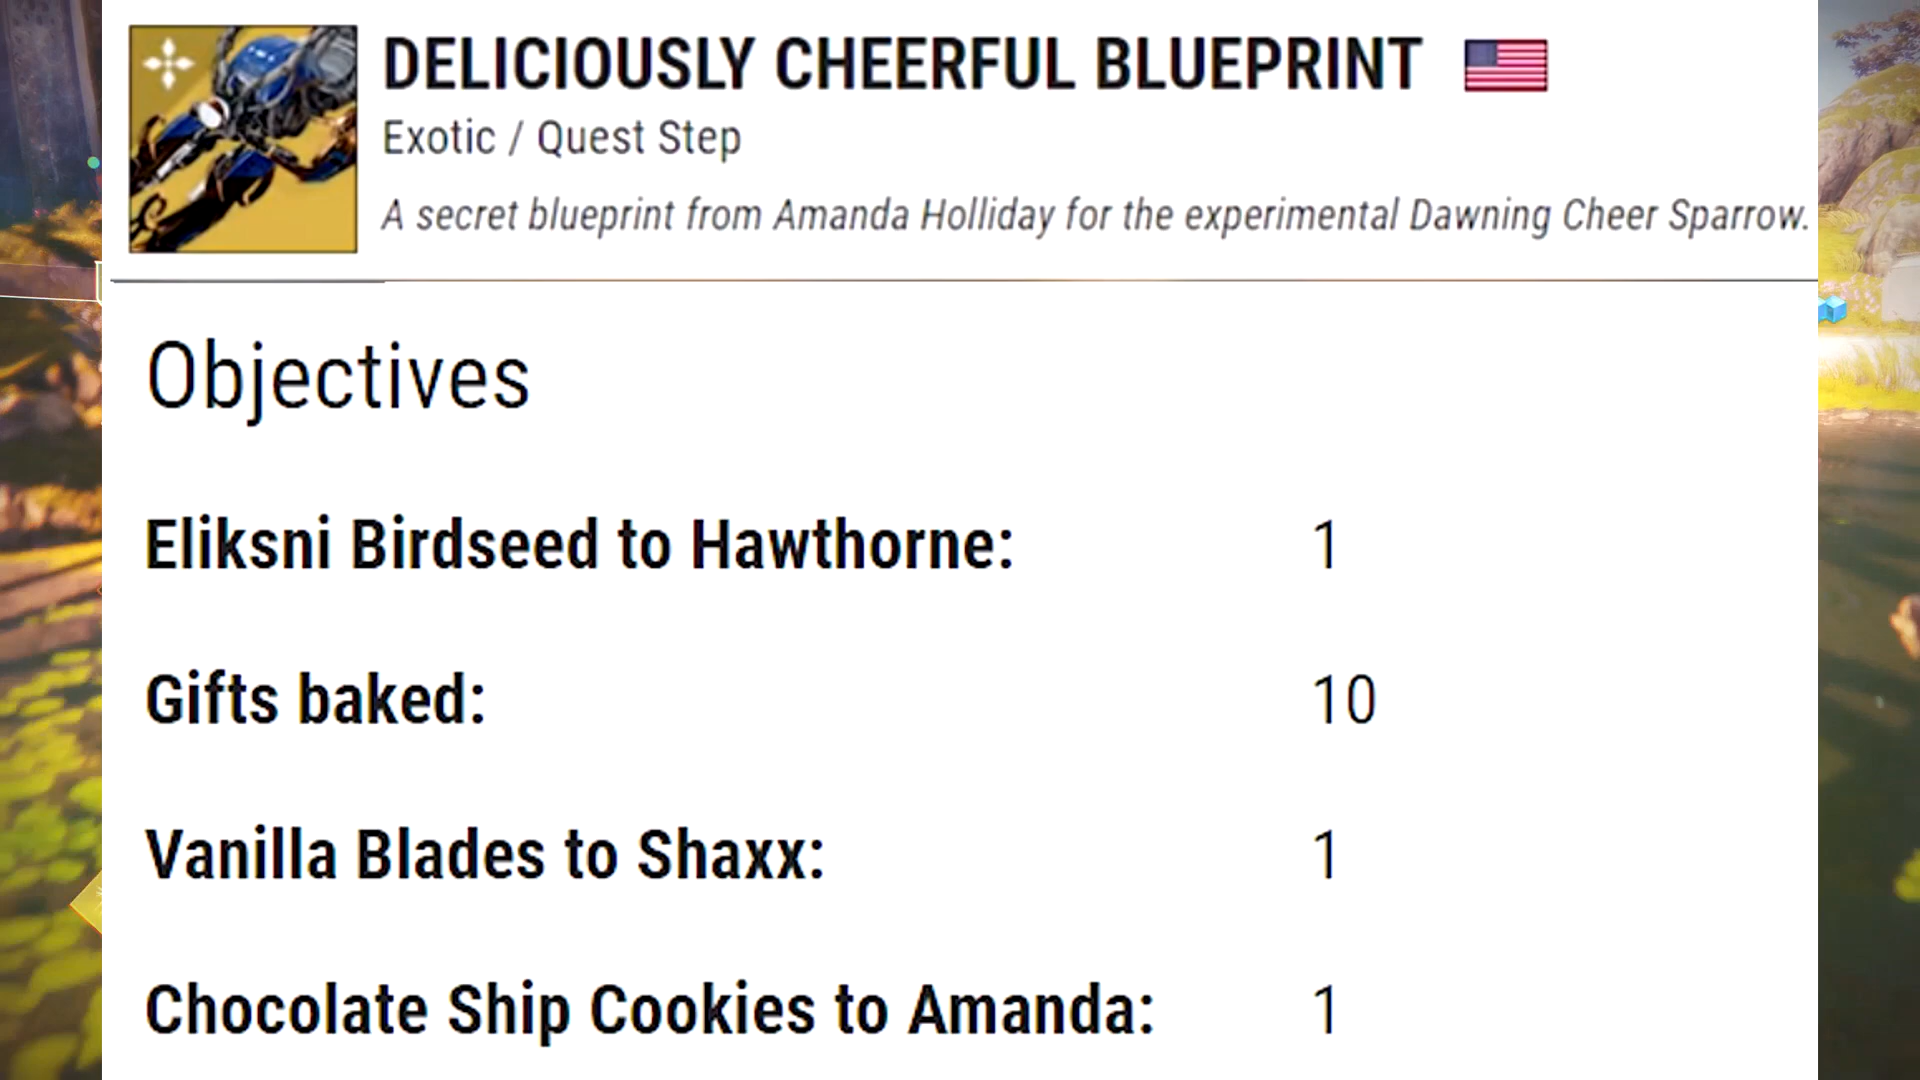 DELICIOUSLY CHEERFUL BLUEPRINT
Exotic / Quest Step
A secret blueprint from Amanda Holliday for the experimental Dawning Cheer Sparrow.
Objectives
Eliksni Birdseed to Hawthorne: 1
Gifts baked: 10
Vanilla Blades to Shaxx: 1
Chocolate Ship Cookies to Amanda: 1